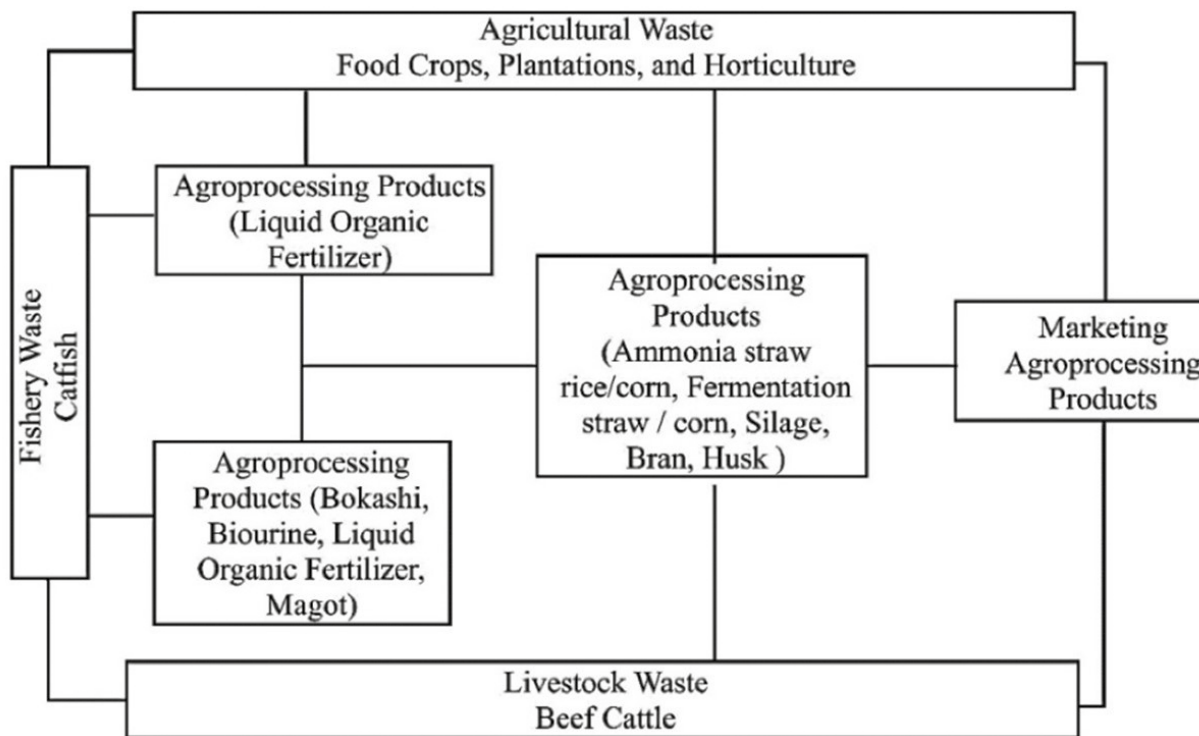 Agricultural Waste
Food Crops, Plantations, and Horticulture
Agroprocessing Products
(Liquid Organic
Fertilizer)
Fishery Waste
Catfish
Agroprocessing
Products
(Ammonia straw
rice/corn, Fermentation
straw / corn, Silage,
Bran, Husk )
Marketing
Agroprocessing
Products
Agroprocessing
Products (Bokashi,
Biourine, Liquid
Organic Fertilizer,
Magot)
Livestock Waste
Beef Cattle